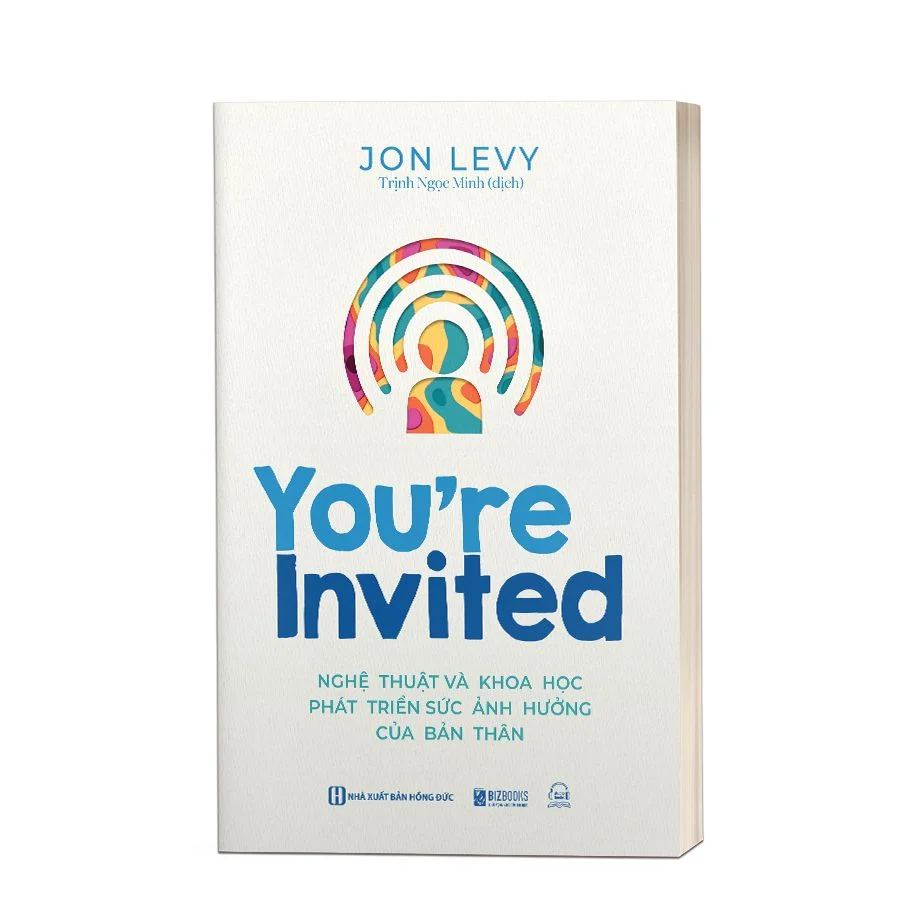 JON LEVY
Trịnh Ngọc Minh (dịch)
You're
Invited
NGHỆ THUẬT VÀ KHOA HỌC
PHÁT TRIỂN SỨC ẢNH HƯỞNG
CỦA BẢN THÂN
NHÀ XUẤT BẢN HỒNG ĐỨC
BIZBOOKS